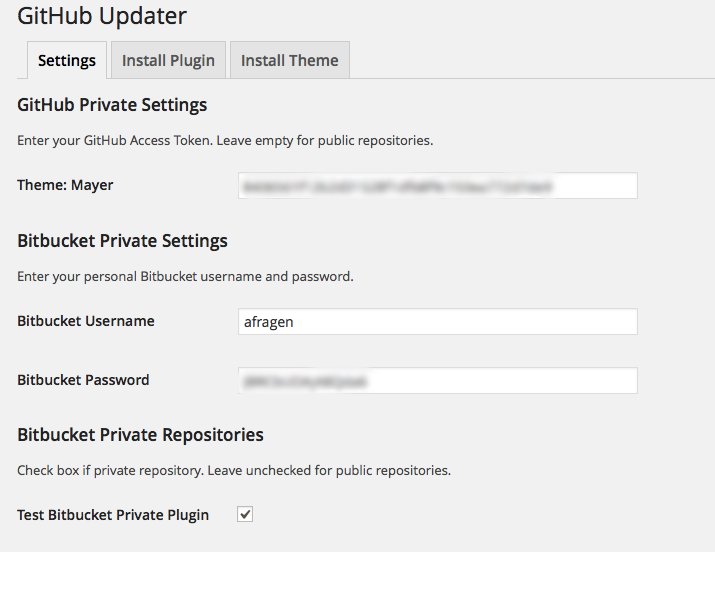 GitHub Updater
Settings
Install Plugin
Install Theme
GitHub Private Settings
Enter your GitHub Access Token. Leave empty for public repositories.
Theme: Mayer
Bitbucket Private Settings
Enter your personal Bitbucket username and password.
Bitbucket Username
afragen
Bitbucket Password
Bitbucket Private Repositories
Check box if private repository. Leave unchecked for public repositories.
Test Bitbucket Private Plugin